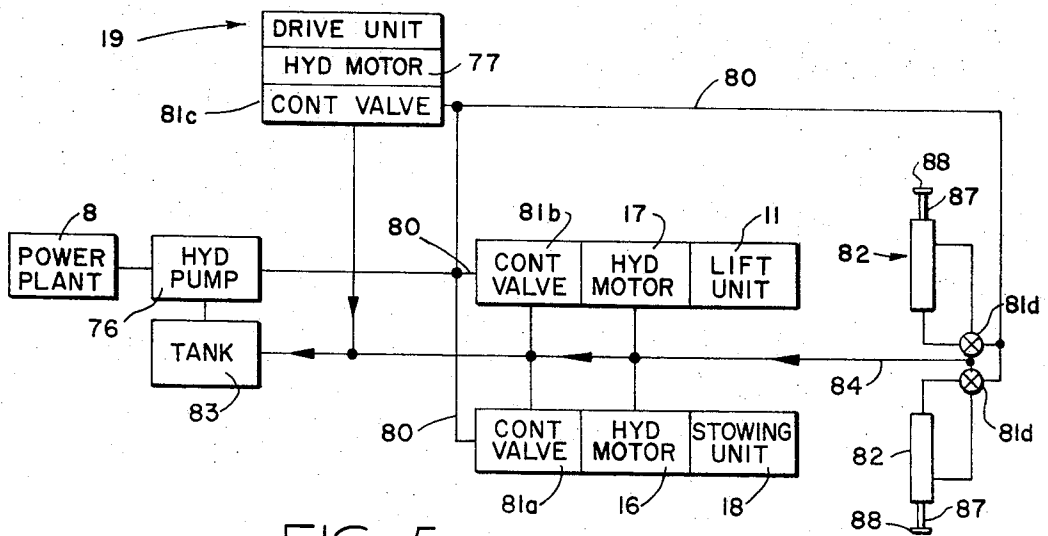 19
DRIVE UNIT
HYD MOTOR
CONT VALVE
77
81c
80
88
87
82
81d
8
POWER
PLANT
HYD
PUMP
76
80
81b
17
11
CONT
VALVE
HYD
MOTOR
LIFT
UNIT
TANK
83
84
80
CONT
VALVE
HYD
MOTOR
STOWING
UNIT
81a
16
18
81d
82
87
88
FIG 5